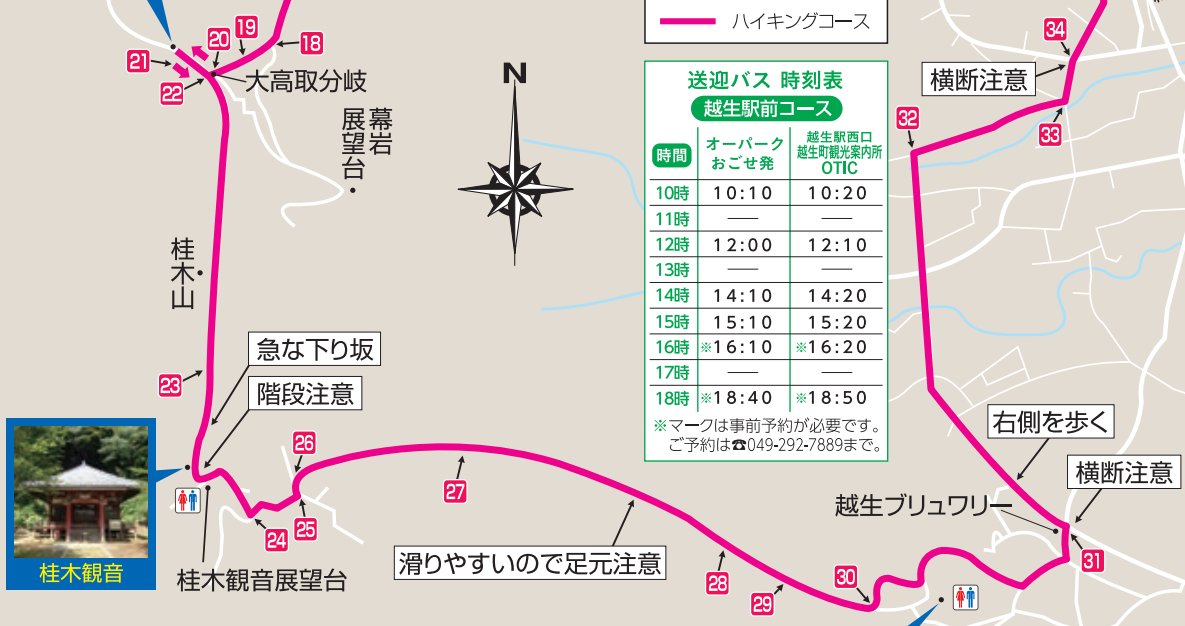 ハイキングコース
送迎バス 時刻表
越生駅前コース
時間 オーパークおごせ発 越生駅西口越生町観光案内所OTIC
10時 10:10 10:20
11時 ── ──
12時 12:00 12:10
13時 ── ──
14時 14:10 14:20
15時 15:10 15:20
16時 ※16:10 ※16:20
17時 ── ──
18時 ※18:40 ※18:50
※マークは事前予約が必要です。
ご予約は☎049-292-7889まで。
N
18
19
20
21
22
大高取分岐
幕岩
展望台
桂木山
23
急な下り坂
階段注意
桂木観音
桂木観音展望台
24
25
26
27
滑りやすいので足元注意
28
29
30
31
横断注意
越生ブリュワリー
右側を歩く
32
33
横断注意
34